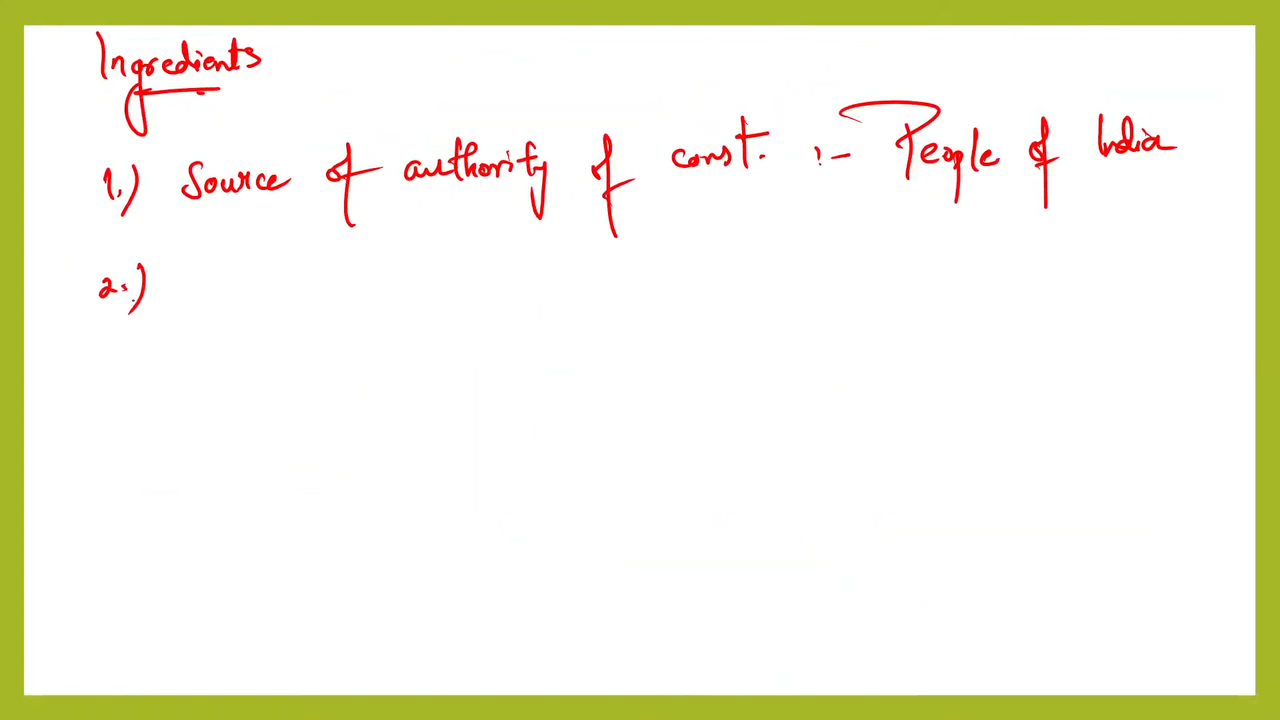 Ingredients
1.) Source of authority of const. :- People of India
2.)